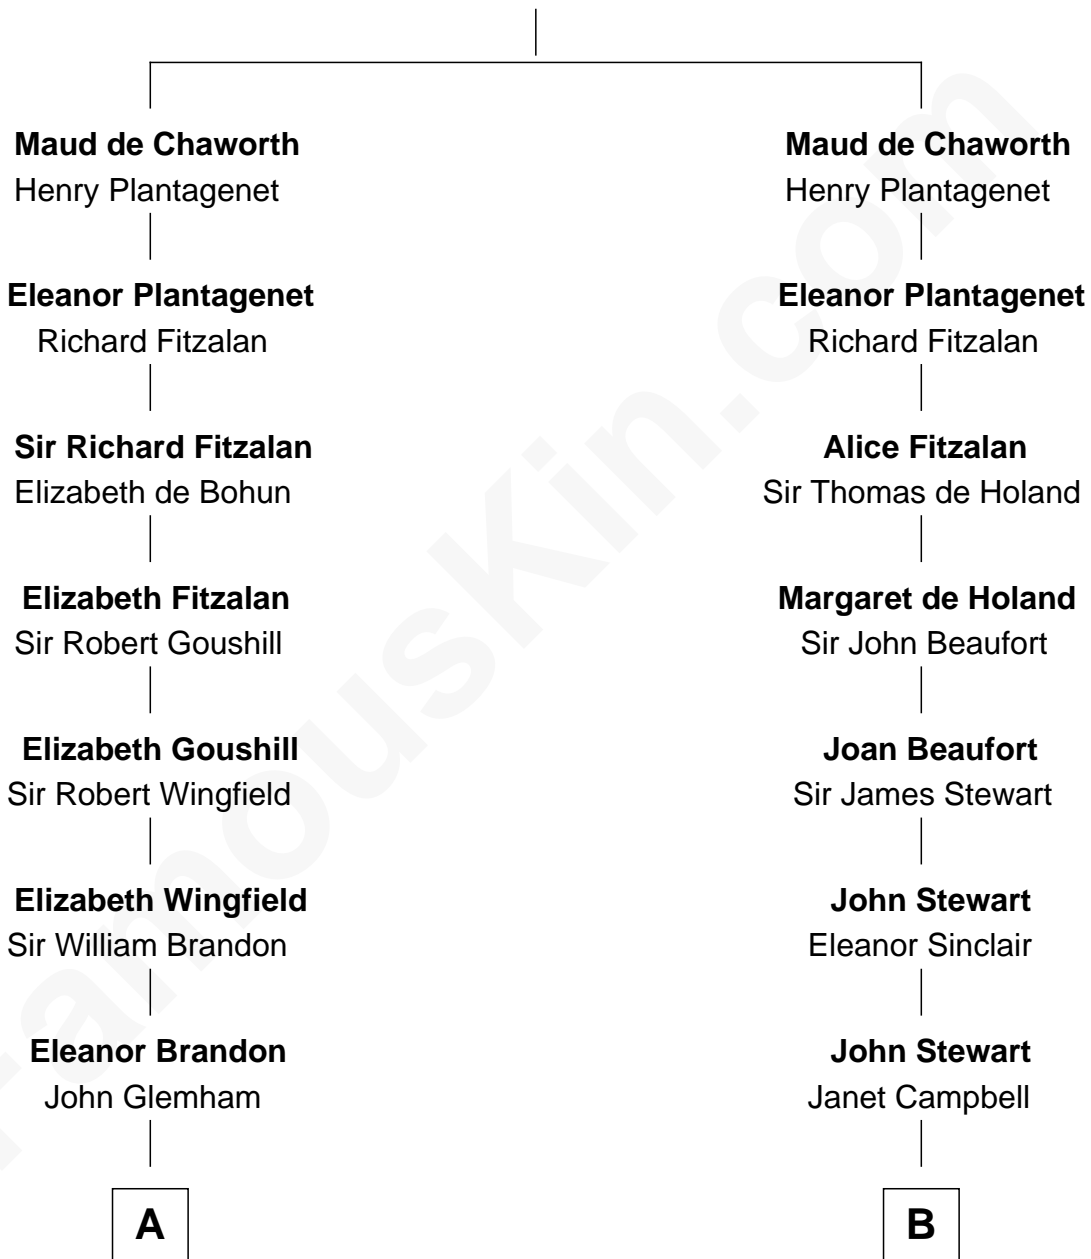 Maud de Chaworth
Henry Plantagenet
Eleanor Plantagenet
Richard Fitzalan
Sir Richard Fitzalan
Elizabeth de Bohun
Elizabeth Fitzalan
Sir Robert Goushill
Elizabeth Goushill
Sir Robert Wingfield
Elizabeth Wingfield
Sir William Brandon
Eleanor Brandon
John Glemham
A
Maud de Chaworth
Henry Plantagenet
Eleanor Plantagenet
Richard Fitzalan
Alice Fitzalan
Sir Thomas de Holand
Margaret de Holand
Sir John Beaufort
Joan Beaufort
Sir James Stewart
John Stewart
Eleanor Sinclair
John Stewart
Janet Campbell
B
FamousKin.com